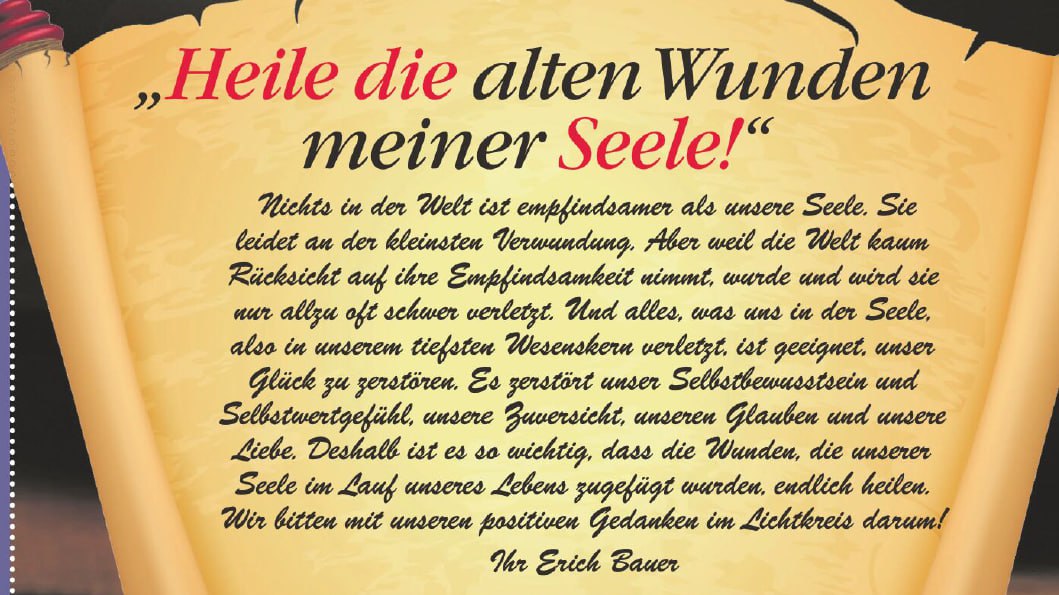 „Heile die alten Wunden
meiner Seele!“
Nichts in der Welt ist empfindsamer als unsere Seele. Sie
leidet an der kleinsten Verwundung. Aber weil die Welt kaum
Rücksicht auf ihre Empfindsamkeit nimmt, wurde und wird sie
nur allzu oft schwer verletzt. Und alles, was uns in der Seele,
also in unserem tiefsten Wesenskern verletzt, ist geeignet, unser
Glück zu zerstören. Es zerstört unser Selbstbewusstsein und
Selbstwertgefühl, unsere Zuversicht, unseren Glauben und unsere
Liebe. Deshalb ist es so wichtig, dass die Wunden, die unserer
Seele im Lauf unseres Lebens zugefügt wurden, endlich heilen.
Wir bitten mit unseren positiven Gedanken im Lichtkreis darum!
Ihr Erich Bauer